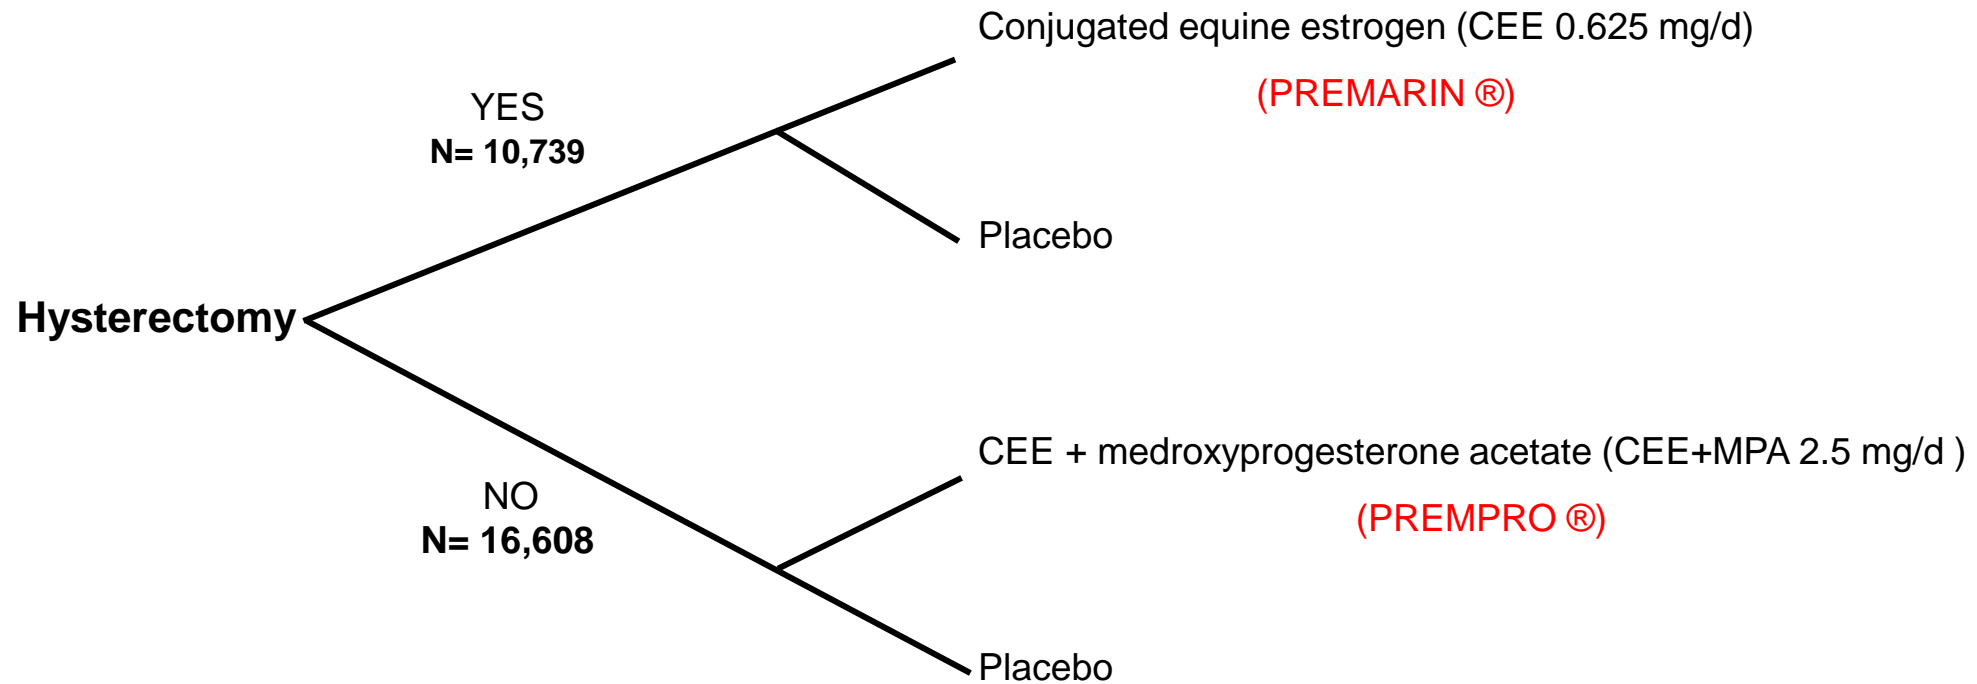 Conjugated equine estrogen (CEE 0.625 mg/d)
(PREMARIN ®)
YES
N= 10,739
Placebo
Hysterectomy
CEE + medroxyprogesterone acetate (CEE+MPA 2.5 mg/d )
(PREMPRO ®)
NO
N= 16,608
Placebo